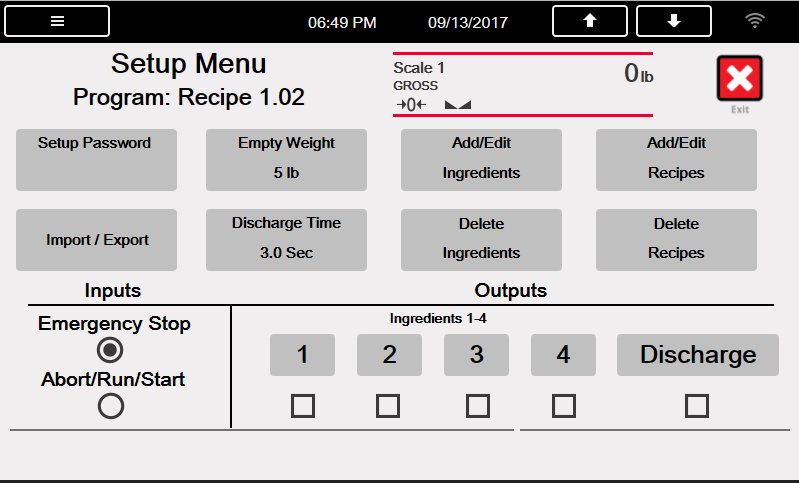 06:49 PM 09/13/2017
Setup Menu
Program: Recipe 1.02
Scale 1
GROSS
0 lb
→0←
Exit
Setup Password
Empty Weight
5 lb
Add/Edit
Ingredients
Add/Edit
Recipes
Import / Export
Discharge Time
3.0 Sec
Delete
Ingredients
Delete
Recipes
Inputs
Outputs
Emergency Stop
Abort/Run/Start
Ingredients 1-4
1 2 3 4 Discharge